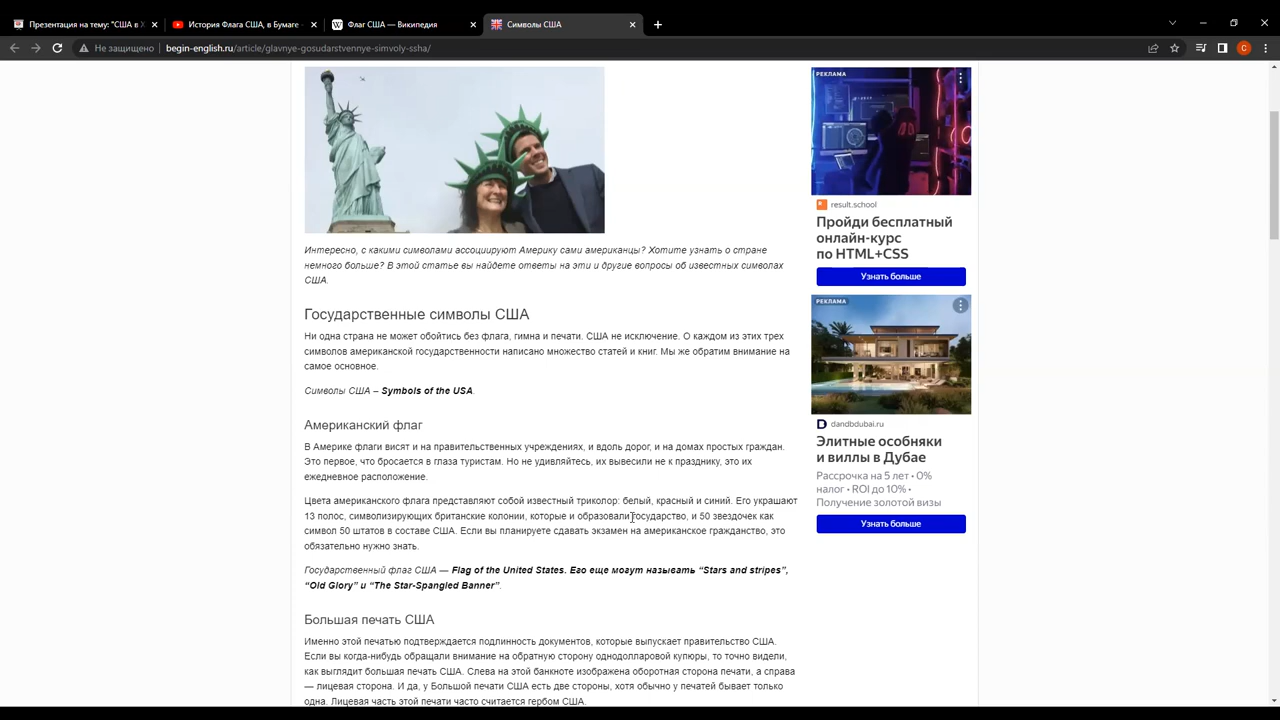 Презентация на тему: "США в X
История Флага США, в Бумаге -
Флаг США — Википедия
Символы США
Не защищено
begin-english.ru/article/glavnye-gosudarstvennye-simvoly-ssha/
C
Интересно, с какими символами ассоциируют Америку сами американцы? Хотите узнать о стране
немного больше? В этой статье вы найдете ответы на эти и другие вопросы об известных символах
США.
Государственные символы США
Ни одна страна не может обойтись без флага, гимна и печати. США не исключение. О каждом из этих трех
символов американской государственности написано множество статей и книг. Мы же обратим внимание на
самое основное.
Символы США – Symbols of the USA.
Американский флаг
В Америке флаги висят и на правительственных учреждениях, и вдоль дорог, и на домах простых граждан.
Это первое, что бросается в глаза туристам. Но не удивляйтесь, их вывесили не к празднику, это их
ежедневное расположение.
Цвета американского флага представляют собой известный триколор: белый, красный и синий. Его украшают
13 полос, символизирующих британские колонии, которые и образовали государство, и 50 звездочек как
символ 50 штатов в составе США. Если вы планируете сдавать экзамен на американское гражданство, это
обязательно нужно знать.
Государственный флаг США — Flag of the United States. Его еще могут называть “Stars and stripes”,
“Old Glory” и “The Star-Spangled Banner”.
Большая печать США
Именно этой печатью подтверждается подлинность документов, которые выпускает правительство США.
Если вы когда-нибудь обращали внимание на обратную сторону однодолларовой купюры, то точно видели,
как выглядит большая печать США. Слева на этой банкноте изображена оборотная сторона печати, а справа
— лицевая сторона. И да, у Большой печати США есть две стороны, хотя обычно у печатей бывает только
одна. Лицевая часть этой печати часто считается гербом США.
РЕКЛАМА
result.school
Пройди бесплатный
онлайн-курс
по HTML+CSS
Узнать больше
РЕКЛАМА
dandbdubai.ru
Элитные особняки
и виллы в Дубае
Рассрочка на 5 лет • 0%
налог • ROI до 10% •
Получение золотой визы
Узнать больше